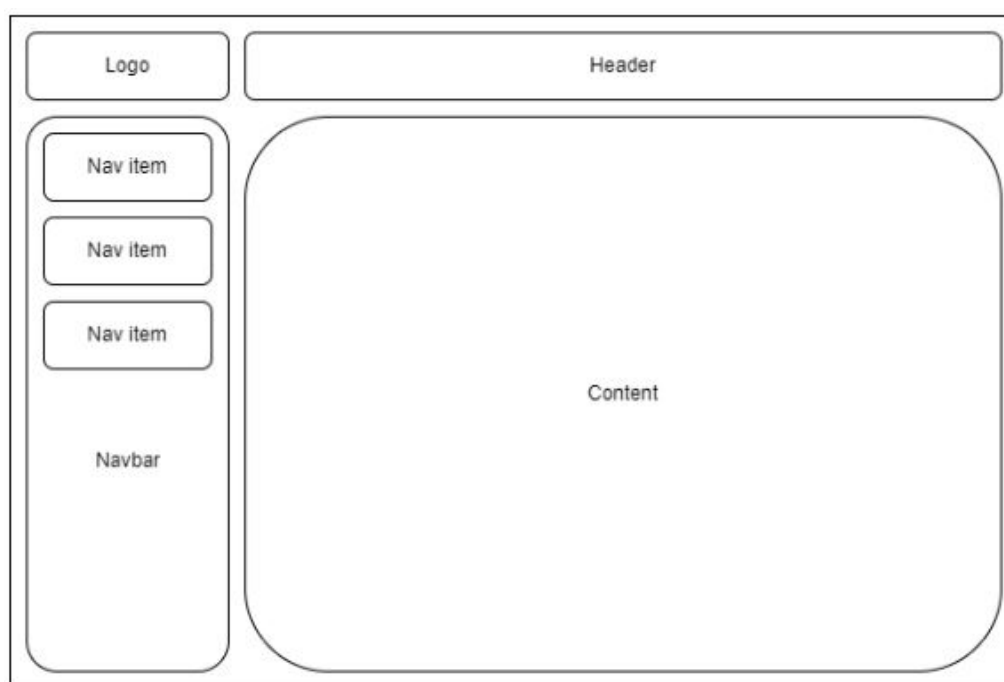 Logo
Header
Nav item
Nav item
Nav item
Navbar
Content